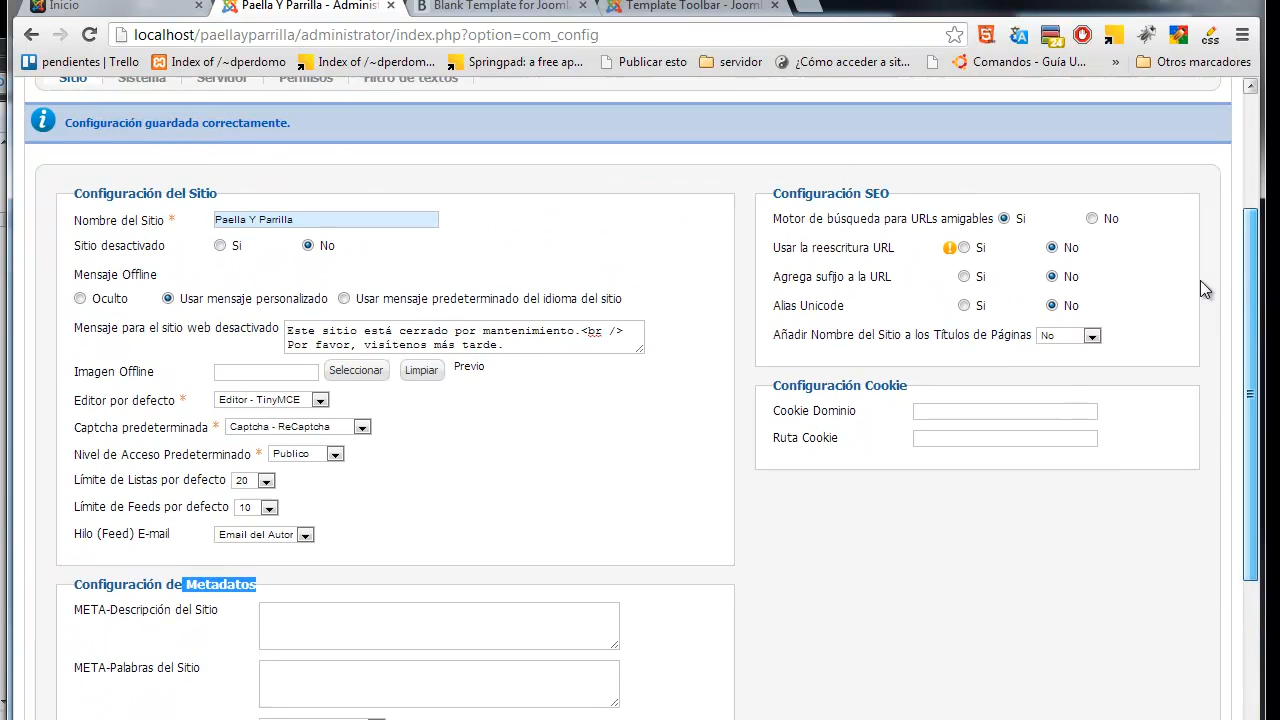 Inicio × Paella Y Parrilla - Administ × B Blank Template for Joomla × Template Toolbar - Jooml ×
localhost/paellayparrilla/administrator/index.php?option=com_config
pendientes | Trello Index of /~dperdomo Index of /~dperdom... Springpad: a free ap... Publicar esto servidor ¿Cómo acceder a sit... Comandos - Guía U... » Otros marcadores
Sitio Sistema Servidor Permisos Filtro de textos
Configuración guardada correctamente.
Configuración del Sitio
Nombre del Sitio * Paella Y Parrilla
Sitio desactivado Si No
Mensaje Offline
Oculto Usar mensaje personalizado Usar mensaje predeterminado del idioma del sitio
Mensaje para el sitio web desactivado Este sitio está cerrado por mantenimiento.<br />
Por favor, visítenos más tarde.
Imagen Offline Seleccionar Limpiar Previo
Editor por defecto * Editor - TinyMCE
Captcha predeterminada * Captcha - ReCaptcha
Nivel de Acceso Predeterminado * Publico
Límite de Listas por defecto 20
Límite de Feeds por defecto 10
Hilo (Feed) E-mail Email del Autor
Configuración de Metadatos
META-Descripción del Sitio
META-Palabras del Sitio
Configuración SEO
Motor de búsqueda para URLs amigables Si No
Usar la reescritura URL Si No
Agrega sufijo a la URL Si No
Alias Unicode Si No
Añadir Nombre del Sitio a los Títulos de Páginas No
Configuración Cookie
Cookie Dominio
Ruta Cookie